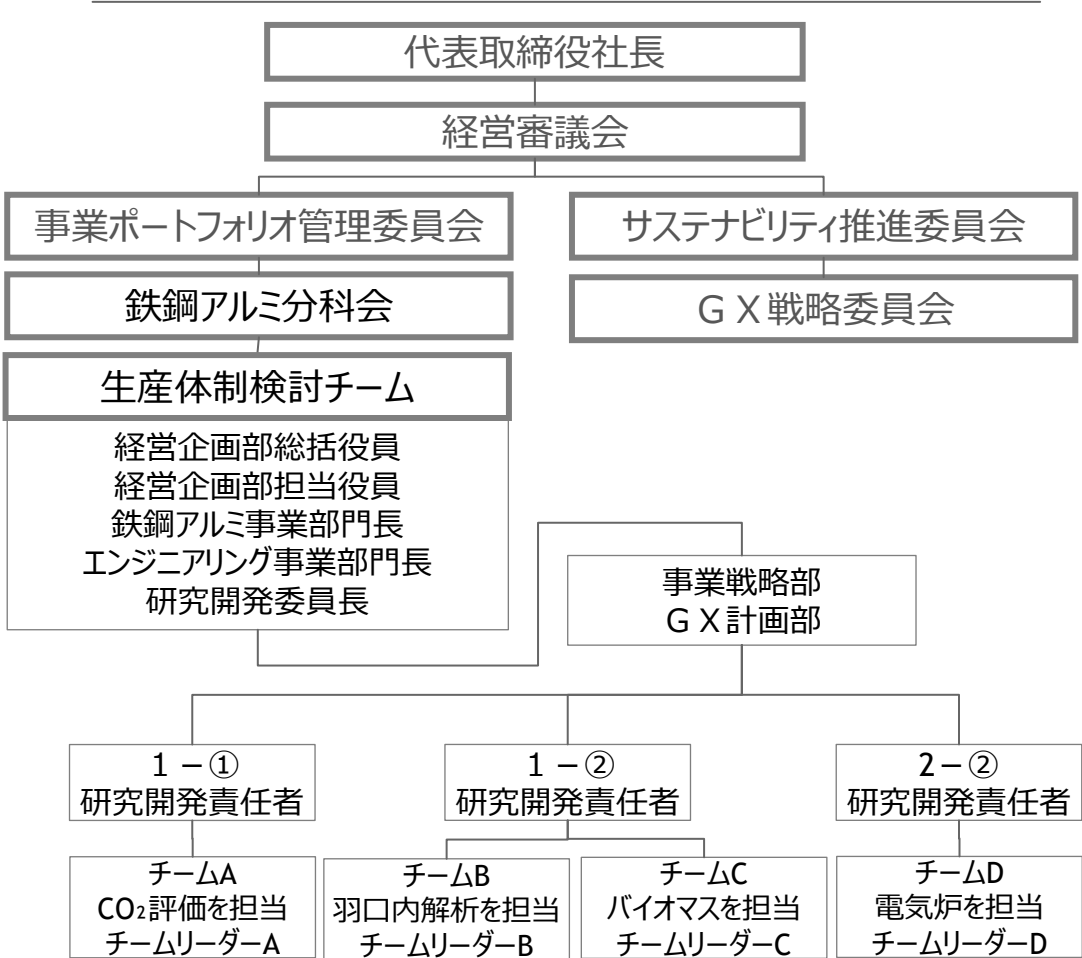 代表取締役社長
経営審議会
事業ポートフォリオ管理委員会
サステナビリティ推進委員会
鉄鋼アルミ分科会
ＧＸ戦略委員会
生産体制検討チーム
経営企画部総括役員
経営企画部担当役員
鉄鋼アルミ事業部門長
エンジニアリング事業部門長
研究開発委員長
事業戦略部
ＧＸ計画部
1－①
研究開発責任者
1－②
研究開発責任者
2－②
研究開発責任者
チームA
CO₂評価を担当
チームリーダーA
チームB
羽口内解析を担当
チームリーダーB
チームC
バイオマスを担当
チームリーダーC
チームD
電気炉を担当
チームリーダーD